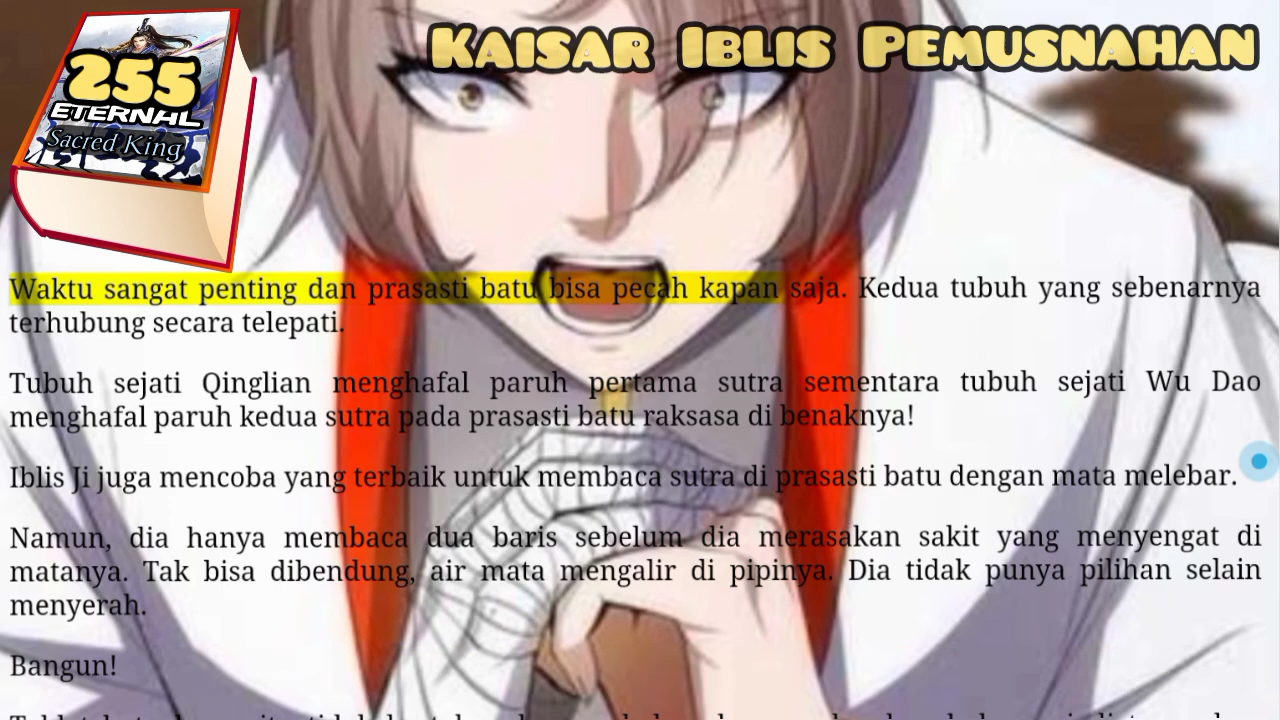 KAISAR IBLIS PEMUSNAHAN
255
ETERNAL
Sacred King
Waktu sangat penting dan prasasti batu bisa pecah kapan saja. Kedua tubuh yang sebenarnya
terhubung secara telepati.
Tubuh sejati Qinglian menghafal paruh pertama sutra sementara tubuh sejati Wu Dao
menghafal paruh kedua sutra pada prasasti batu raksasa di benaknya!
Iblis Ji juga mencoba yang terbaik untuk membaca sutra di prasasti batu dengan mata melebar.
Namun, dia hanya membaca dua baris sebelum dia merasakan sakit yang menyengat di
matanya. Tak bisa dibendung, air mata mengalir di pipinya. Dia tidak punya pilihan selain
menyerah.
Bangun!